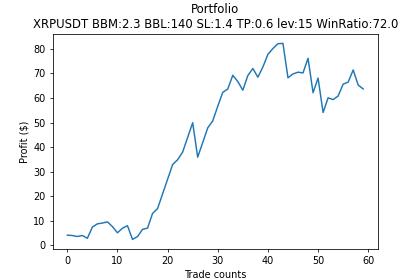 Portfolio
XRPUSDT BBM:2.3 BBL:140 SL:1.4 TP:0.6 lev:15 WinRatio:72.0
80
70
60
50
40
30
20
10
0
Profit ($)
0 10 20 30 40 50 60
Trade counts